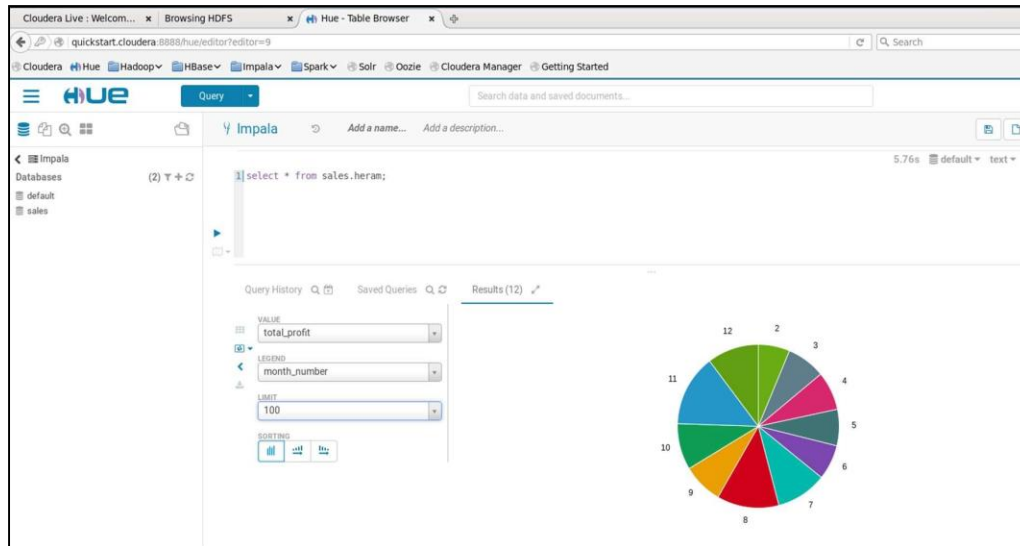 Cloudera Live : Welcom... × Browsing HDFS × Hue - Table Browser ×
quickstart.cloudera:8888/hue/editor?editor=9 Search
Cloudera Hue Hadoop HBase Impala Spark Solr Oozie Cloudera Manager Getting Started
HUE Query Search data and saved documents...
Impala Add a name... Add a description...
Impala
5.76s default text
Databases (2)
default
sales
1 select * from sales.heram;
Query History Saved Queries Results (12)
VALUE
total_profit
LEGEND
month_number
LIMIT
100
SORTING
12 2
3
11 4
5
10 6
9 7
8